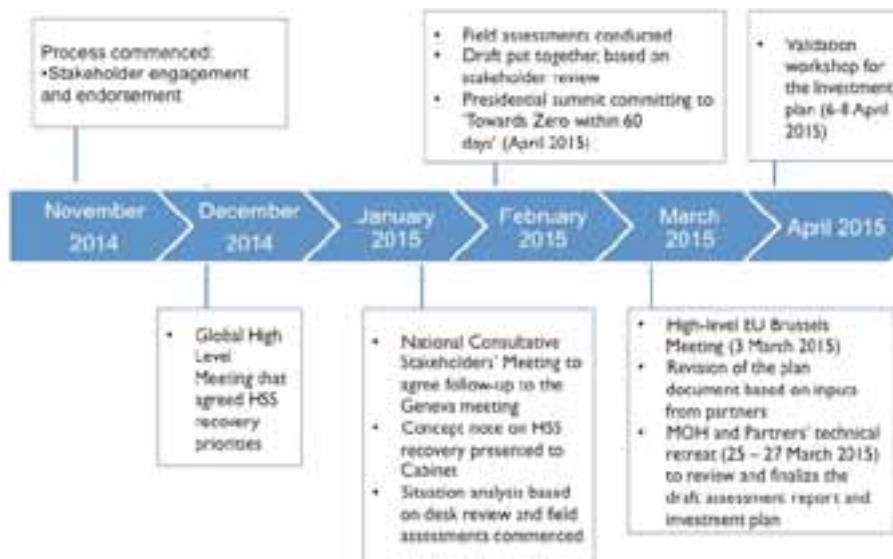 Process commenced:
•Stakeholder engagement
and endorsement
• Field assessments conducted
• Draft put together, based on
stakeholder review
• Presidential summit committing to
'Towards Zero within 60
days' (April 2015)
• Validation
workshop for
the Investment
plan (6-8 April
2015)
November
2014
December
2014
January
2015
February
2015
March
2015
April 2015
• Global High
Level
Meeting that
agreed HSS
recovery
priorities
• National Consultative
Stakeholders' Meeting to
agree follow-up to the
Geneva meeting
• Concept note on HSS
recovery presented to
Cabinet
• Situation analysis based
on desk review and field
assessments commenced
• High-level EU Brussels
Meeting (3 March 2015)
• Revision of the plan
document based on inputs
from partners
• MOH and Partners' technical
retreat (25 – 27 March 2015)
to review and finalize the
draft assessment report and
investment plan